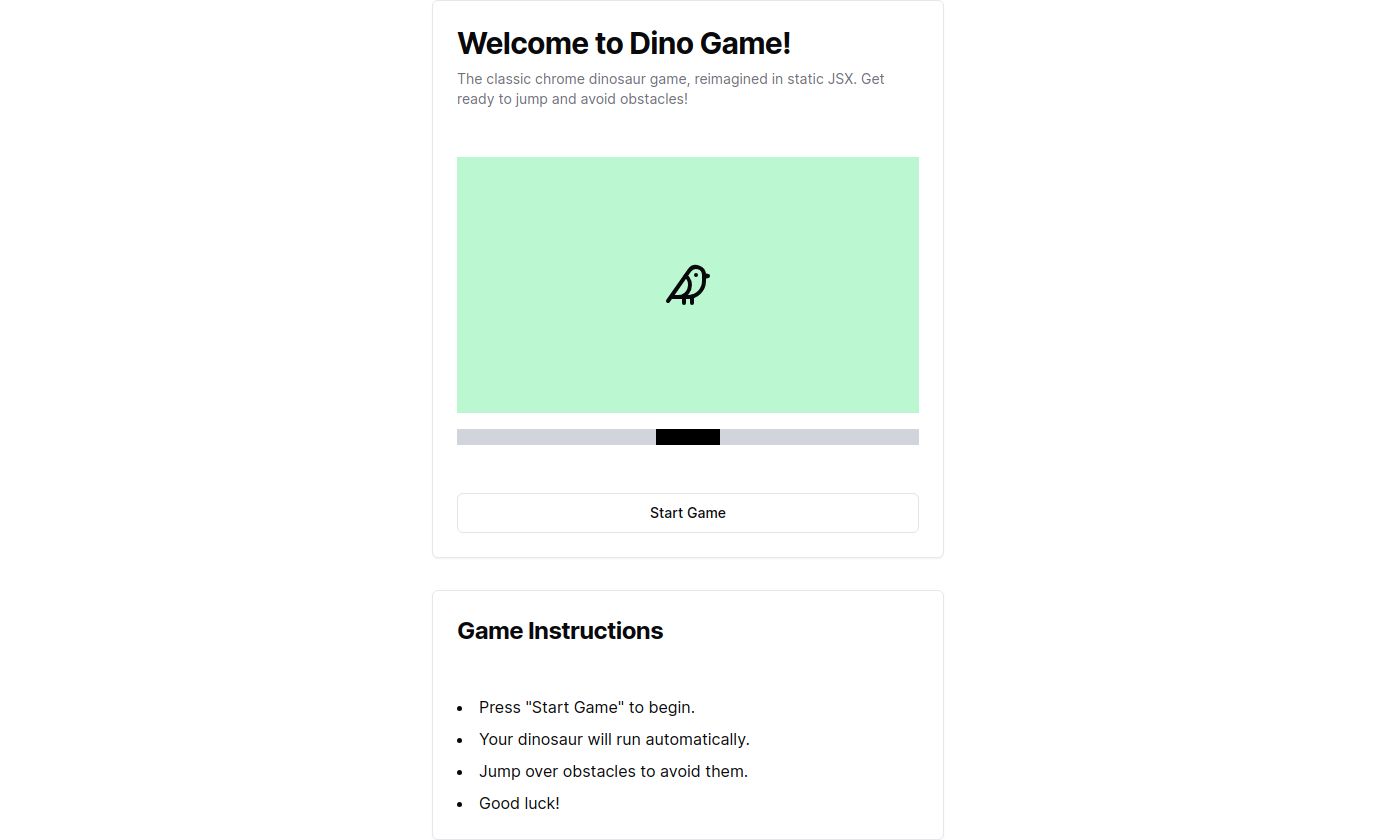 Welcome to Dino Game!
The classic chrome dinosaur game, reimagined in static JSX. Get
ready to jump and avoid obstacles!
Start Game
Game Instructions
Press "Start Game" to begin.
Your dinosaur will run automatically.
Jump over obstacles to avoid them.
Good luck!